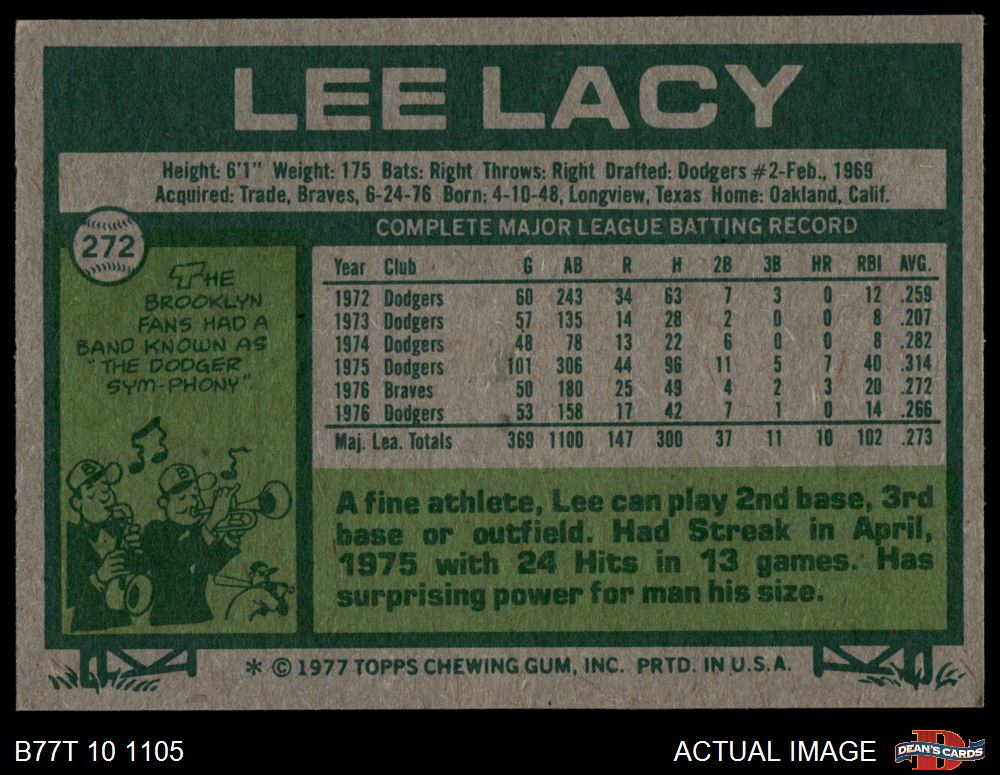 LEE LACY
Height: 6'1" Weight: 175 Bats: Right Throws: Right Drafted: Dodgers #2-Feb., 1969
Acquired: Trade, Braves, 6-24-76 Born: 4-10-48, Longview, Texas Home: Oakland, Calif.
272
THE
BROOKLYN
FANS HAD A
BAND KNOWN AS
"THE DODGER
SYM-PHONY".
COMPLETE MAJOR LEAGUE BATTING RECORD
Year Club G AB R H 2B 3B HR RBI AVG.
1972 Dodgers 60 243 34 63 7 3 0 12 .259
1973 Dodgers 57 135 14 28 2 0 0 8 .207
1974 Dodgers 48 78 13 22 6 0 0 8 .282
1975 Dodgers 101 306 44 96 11 5 7 40 .314
1976 Braves 50 180 25 49 4 2 3 20 .272
1976 Dodgers 53 158 17 42 7 1 0 14 .266
Maj. Lea. Totals 369 1100 147 300 37 11 10 102 .273
A fine athlete, Lee can play 2nd base, 3rd
base or outfield. Had Streak in April,
1975 with 24 Hits in 13 games. Has
surprising power for man his size.
* © 1977 TOPPS CHEWING GUM, INC. PRTD. IN U.S.A.
B77T 10 1105
ACTUAL IMAGE
D
DEAN'S CARDS